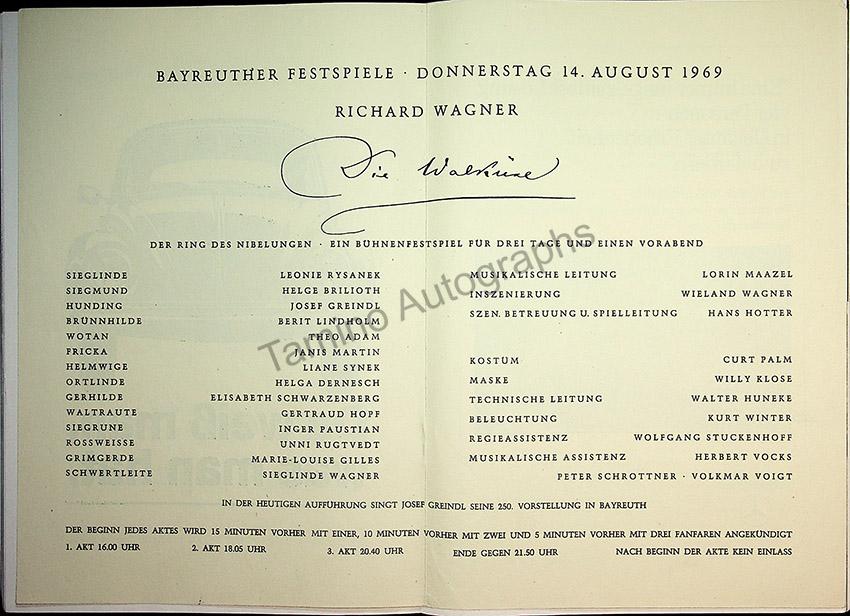 BAYREUTHER FESTSPIELE · DONNERSTAG 14. AUGUST 1969
RICHARD WAGNER
Die Walküre
DER RING DES NIBELUNGEN · EIN BÜHNENFESTSPIEL FÜR DREI TAGE UND EINEN VORABEND
SIEGLINDE LEONIE RYSANEK
SIEGMUND HELGE BRILIOTH
HUNDING JOSEF GREINDL
BRÜNNHILDE BERIT LINDHOLM
WOTAN THEO ADAM
FRICKA JANIS MARTIN
HELMWIGE LIANE SYNEK
ORTLINDE HELGA DERNESCH
GERHILDE ELISABETH SCHWARZENBERG
WALTRAUTE GERTRAUD HOPF
SIEGRUNE INGER PAUSTIAN
ROSSWEISSE UNNI RUGTVEDT
GRIMGERDE MARIE-LOUISE GILLES
SCHWERTLEITE SIEGLINDE WAGNER
MUSIKALISCHE LEITUNG LORIN MAAZEL
INSZENIERUNG WIELAND WAGNER
SZEN. BETREUUNG U. SPIELLEITUNG HANS HOTTER
KOSTÜM CURT PALM
MASKE WILLY KLOSE
TECHNISCHE LEITUNG WALTER HUNEKE
BELEUCHTUNG KURT WINTER
REGIEASSISTENZ WOLFGANG STUCKENHOFF
MUSIKALISCHE ASSISTENZ HERBERT VOCKS
PETER SCHROTTNER · VOLKMAR VOIGT
IN DER HEUTIGEN AUFFÜHRUNG SINGT JOSEF GREINDL SEINE 250. VORSTELLUNG IN BAYREUTH
DER BEGINN JEDES AKTES WIRD 15 MINUTEN VORHER MIT EINER, 10 MINUTEN VORHER MIT ZWEI UND 5 MINUTEN VORHER MIT DREI FANFAREN ANGEKÜNDIGT
1. AKT 16.00 UHR 2. AKT 18.05 UHR 3. AKT 20.40 UHR ENDE GEGEN 21.50 UHR NACH BEGINN DER AKTE KEIN EINLASS
Tamino Autographs